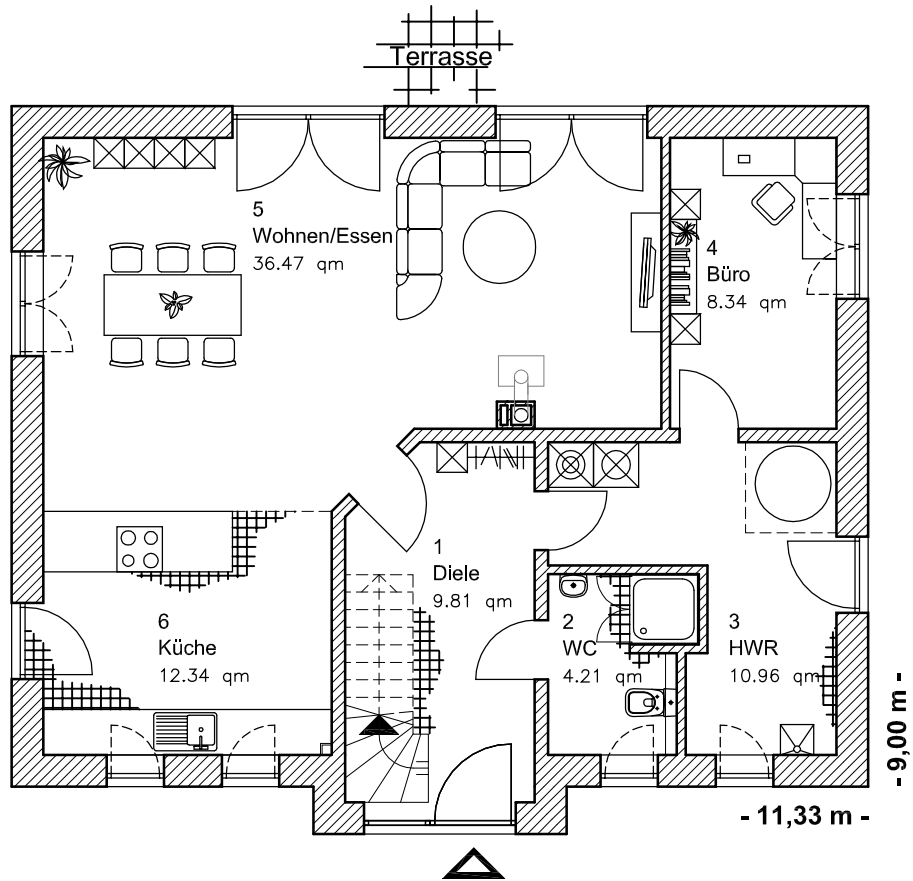 Terrasse
5
Wohnen/Essen
36.47 qm
4
Büro
8.34 qm
1
Diele
9.81 qm
6
Küche
12.34 qm
2
WC
4.21 qm
3
HWR
10.96 qm
- 9,00 m -
- 11,33 m -